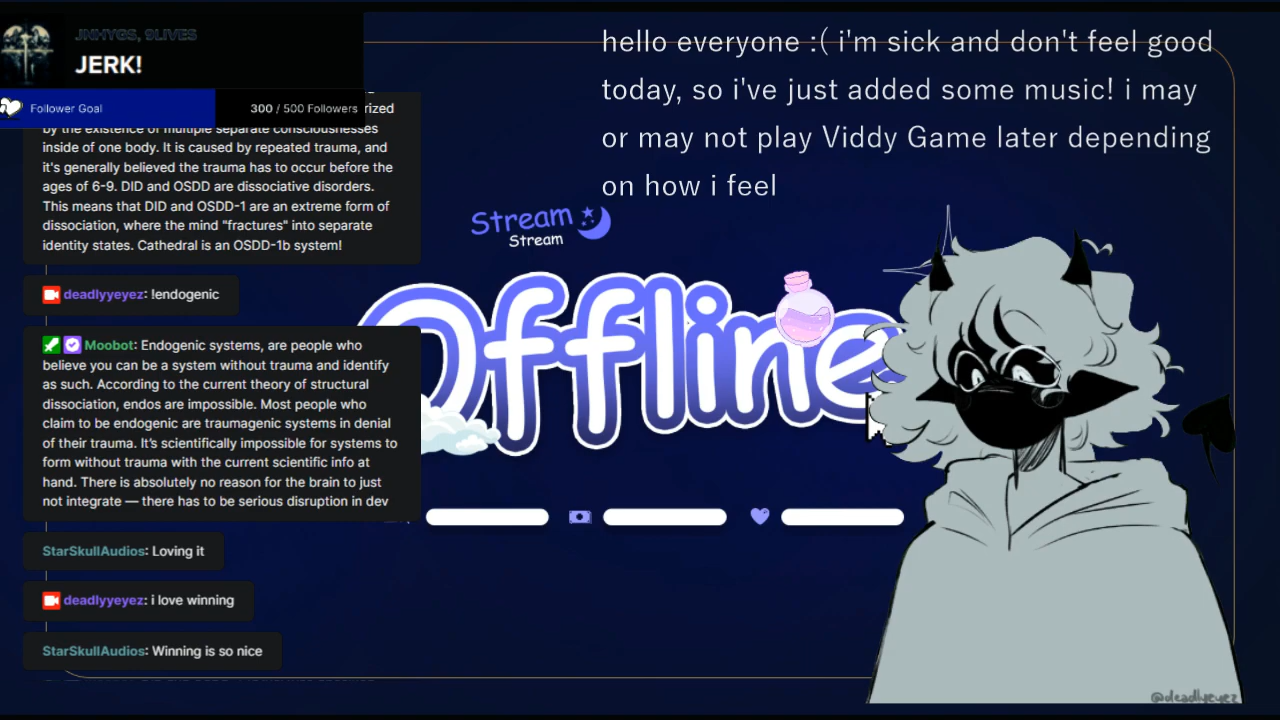 JNHYGS, 9LIVES
JERK!
Follower Goal
300 / 500 Followers
rized
by the existence of multiple separate consciousnesses
inside of one body. It is caused by repeated trauma, and
it's generally believed the trauma has to occur before the
ages of 6-9. DID and OSDD are dissociative disorders.
This means that DID and OSDD-1 are an extreme form of
dissociation, where the mind "fractures" into separate
identity states. Cathedral is an OSDD-1b system!
deadlyyeyez: !endogenic
Moobot: Endogenic systems, are people who
believe you can be a system without trauma and identify
as such. According to the current theory of structural
dissociation, endos are impossible. Most people who
claim to be endogenic are traumagenic systems in denial
of their trauma. It's scientifically impossible for systems to
form without trauma with the current scientific info at
hand. There is absolutely no reason for the brain to just
not integrate — there has to be serious disruption in dev
StarSkullAudios: Loving it
deadlyyeyez: i love winning
StarSkullAudios: Winning is so nice
hello everyone :( i'm sick and don't feel good
today, so i've just added some music! i may
or may not play Viddy Game later depending
on how i feel
Stream
Stream
Offline
@deadlyeyez